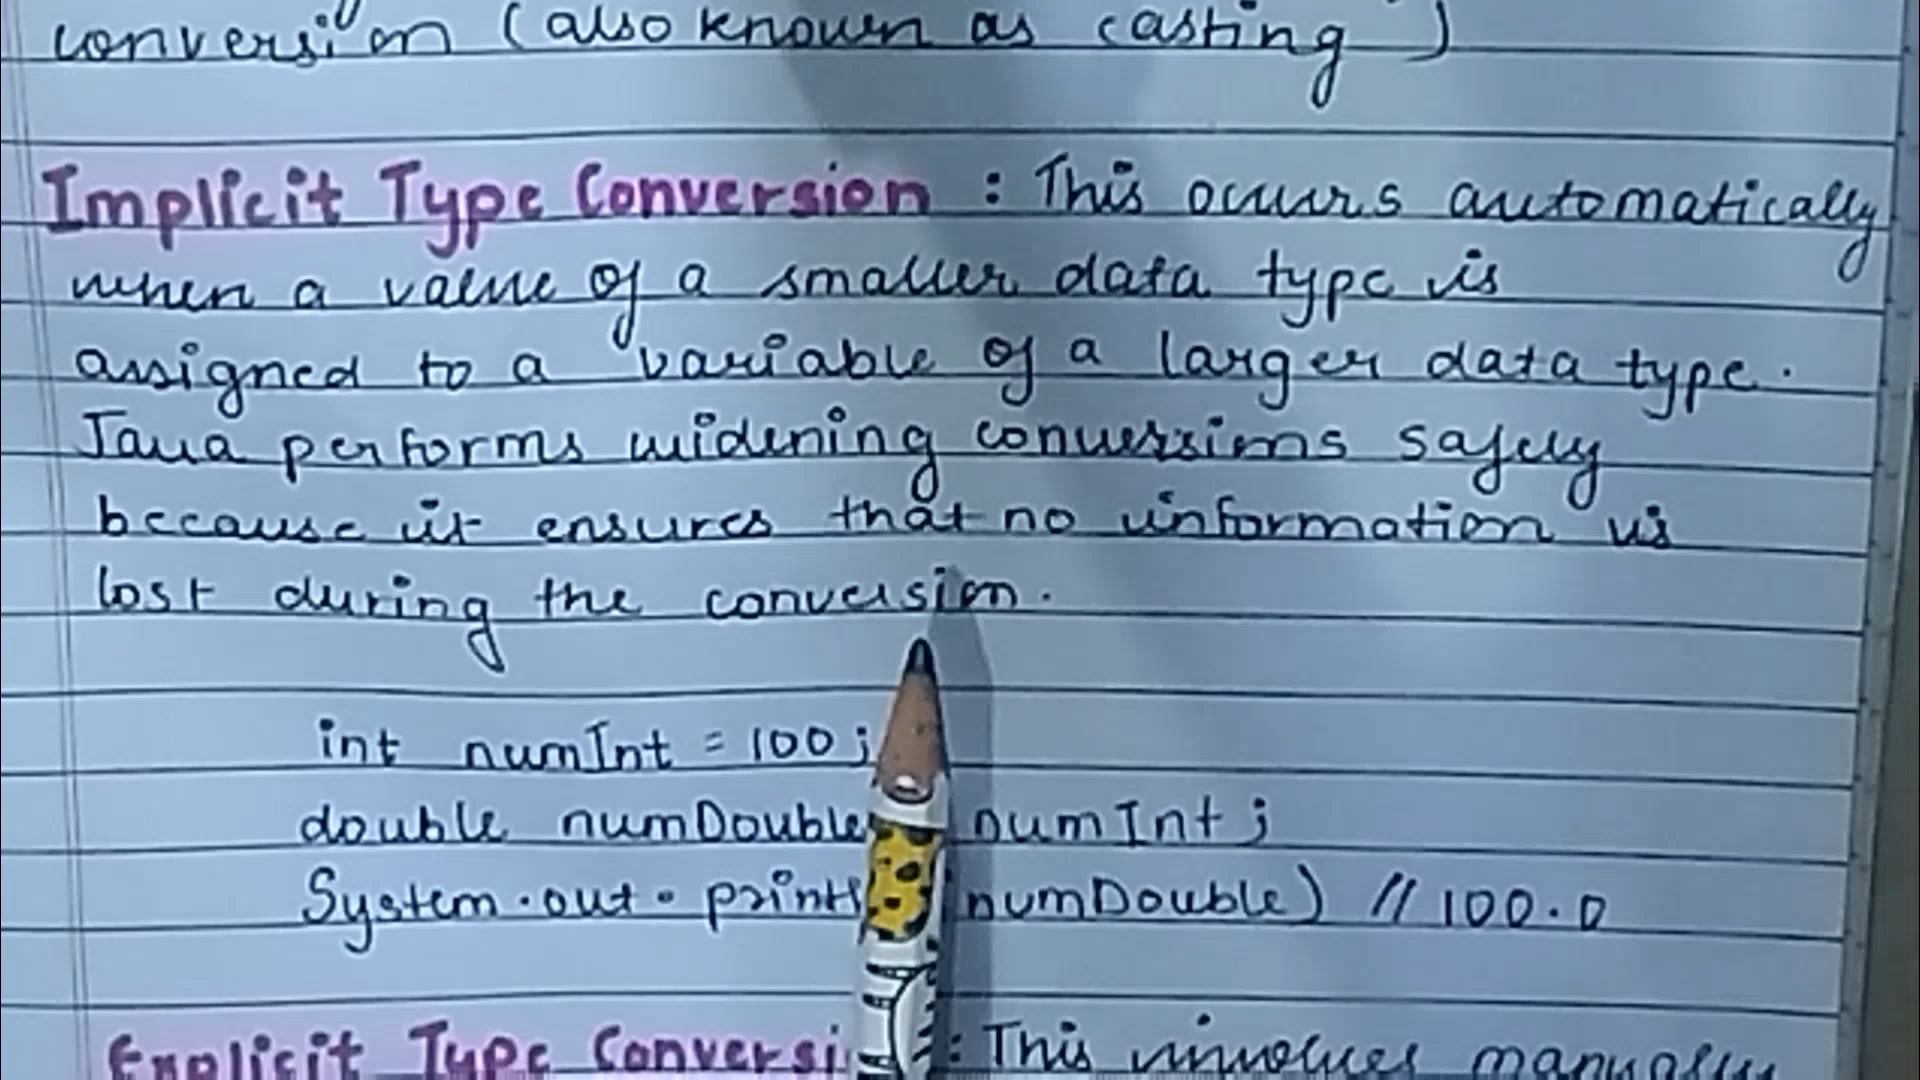 conversion (also known as casting)
Implicit Type Conversion : This occurs automatically
when a value of a smaller data type is
assigned to a variable of a larger data type.
Java performs widening conversions safely
because it ensures that no information is
lost during the conversion.
int numInt = 100;
double numDouble numInt;
System.out.print numDouble) // 100.0
Explicit Type Conversi : This involves manually